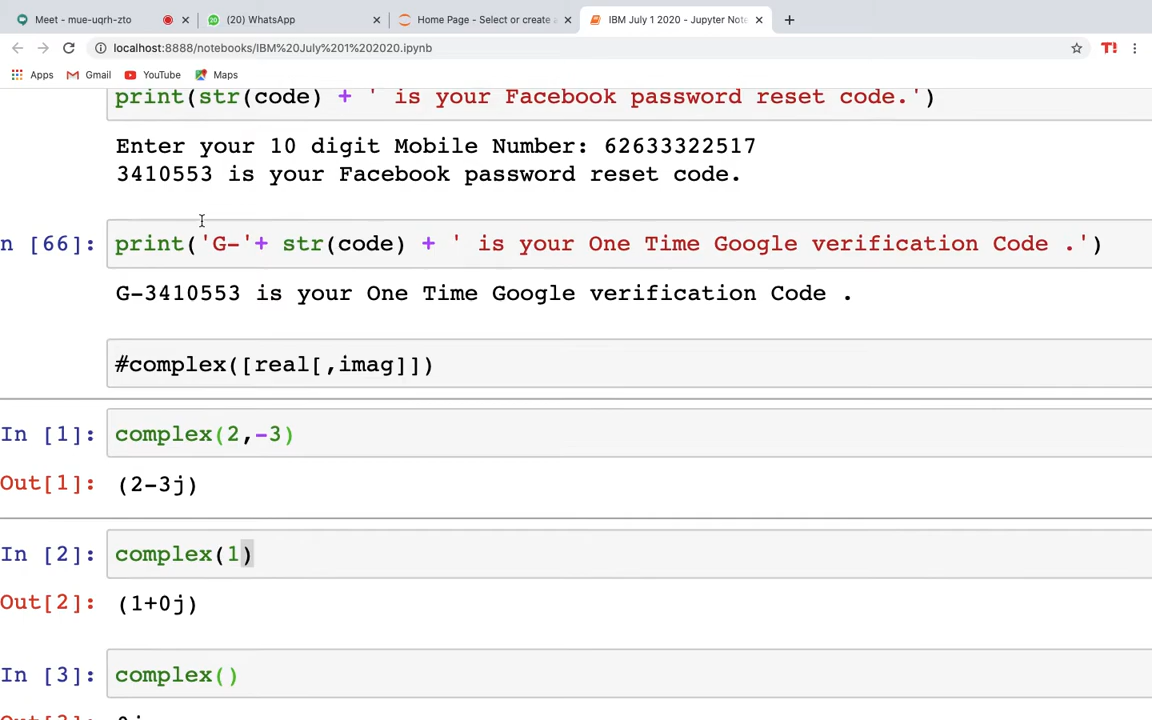 Meet - mue-uqrh-zto
(20) WhatsApp
Home Page - Select or create
IBM July 1 2020 - Jupyter Note
localhost:8888/notebooks/IBM%20July%201%202020.ipynb
T!
Apps Gmail YouTube Maps
print(str(code) + ' is your Facebook password reset code.')
Enter your 10 digit Mobile Number: 62633322517
3410553 is your Facebook password reset code.
n [66]: print('G-'+ str(code) + ' is your One Time Google verification Code .')
G-3410553 is your One Time Google verification Code .
#complex([real[,imag]])
In [1]: complex(2,-3)
Out[1]: (2-3j)
In [2]: complex(1)
Out[2]: (1+0j)
In [3]: complex()